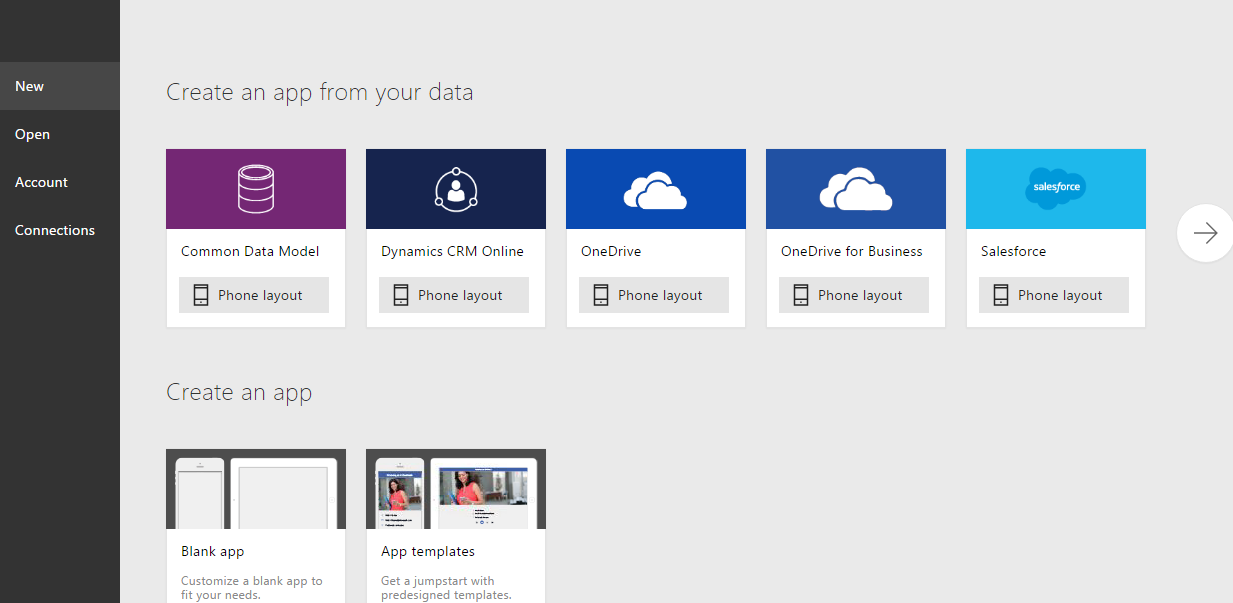 New
Open
Account
Connections
Create an app from your data
salesforce
Common Data Model
Dynamics CRM Online
OneDrive
OneDrive for Business
Salesforce
Phone layout
Phone layout
Phone layout
Phone layout
Phone layout
Create an app
Blank app
App templates
Customize a blank app to
fit your needs.
Get a jumpstart with
predesigned templates.